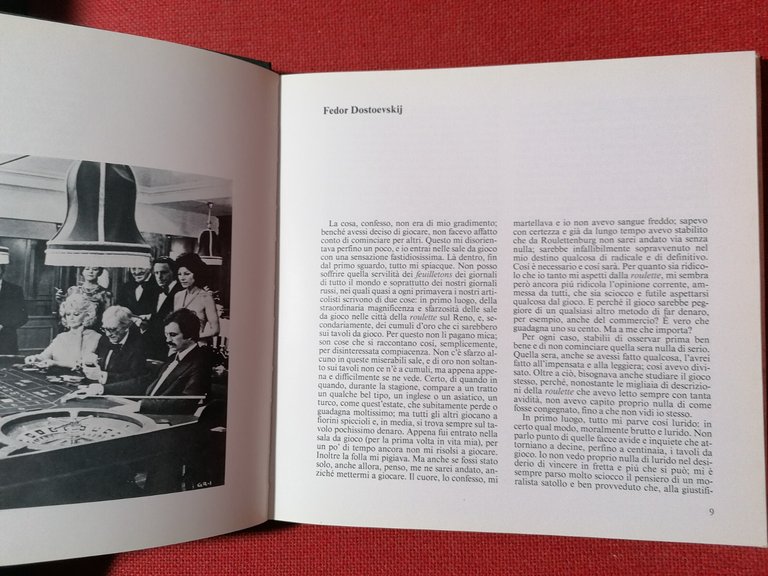 Fedor Dostoevskij
La cosa, confesso, non era di mio gradimento;
benché avessi deciso di giocare, non facevo affatto
conto di cominciare per altri. Questo mi disorien-
tava perfino un poco, e io entrai nelle sale da gioco
con una sensazione fastidiosissima. Là dentro, fin
dal primo sguardo, tutto mi spiacque. Non posso
soffrire quella servilità dei feuilletons dei giornali
di tutto il mondo e soprattutto dei nostri giornali
russi, nei quali quasi a ogni primavera i nostri arti-
colisti scrivono di due cose: in primo luogo, della
straordinaria magnificenza e sfarzosità delle sale
da gioco nelle città della roulette sul Reno, e, se-
condariamente, dei cumuli d'oro che ci sarebbero
sui tavoli da gioco. Per questo non li pagano mica;
son cose che si raccontano così, semplicemente,
per disinteressata compiacenza. Non c'è sfarzo al-
cuno in queste miserabili sale, e di oro non soltan-
to sui tavoli non ce n'è a cumuli, ma appena appe-
na e difficilmente se ne vede. Certo, di quando in
quando, durante la stagione, compare a un tratto
un qualche bel tipo, un inglese o un asiatico, un
turco, come quest'estate, che subitamente perde o
guadagna moltissimo; ma tutti gli altri giocano a
fiorini spiccioli e, in media, si trova sempre sul ta-
volo pochissimo denaro. Appena fui entrato nella
sala da gioco (per la prima volta in vita mia), per
un po' di tempo ancora non mi risolsi a giocare.
Inoltre la folla mi pigiava. Ma anche se fossi stato
solo, anche allora, penso, me ne sarei andato, an-
ziché mettermi a giocare. Il cuore, lo confesso, mi
martellava e io non avevo sangue freddo; sapevo
con certezza e già da lungo tempo avevo stabilito
che da Roulettenburg non sarei andato via senza
nulla; sarebbe infallibilmente sopravvenuto nel
mio destino qualcosa di radicale e di definitivo.
Così è necessario e così sarà. Per quanto sia ridico-
lo che io tanto mi aspetti dalla roulette, mi sembra
però ancora più ridicola l'opinione corrente, am-
messa da tutti, che sia sciocco e futile aspettarsi
qualcosa dal gioco. E perché il gioco sarebbe peg-
giore di un qualsiasi altro metodo di far denaro,
per esempio, anche del commercio? È vero che
guadagna uno su cento. Ma a me che importa?
Per ogni caso, stabilii di osservar prima ben
bene e di non cominciare quella sera nulla di serio.
Quella sera, anche se avessi fatto qualcosa, l'avrei
fatto all'impensata e alla leggiera; così avevo divi-
sato. Oltre a ciò, bisognava anche studiare il gioco
stesso, perché, nonostante le migliaia di descrizio-
ni della roulette che avevo letto sempre con tanta
avidità, non avevo capito proprio nulla di come
fosse congegnato, fino a che non vidi io stesso.
In primo luogo, tutto mi parve così lurido: in
certo qual modo, moralmente brutto e lurido. Non
parlo punto di quelle facce avide e inquiete che at-
torniano a decine, perfino a centinaia, i tavoli da
gioco. Io non vedo proprio nulla di lurido nel desi-
derio di vincere in fretta e più che si può; mi è
sempre parso molto sciocco il pensiero di un mo-
ralista satollo e ben provveduto che, alla giustifi-
9